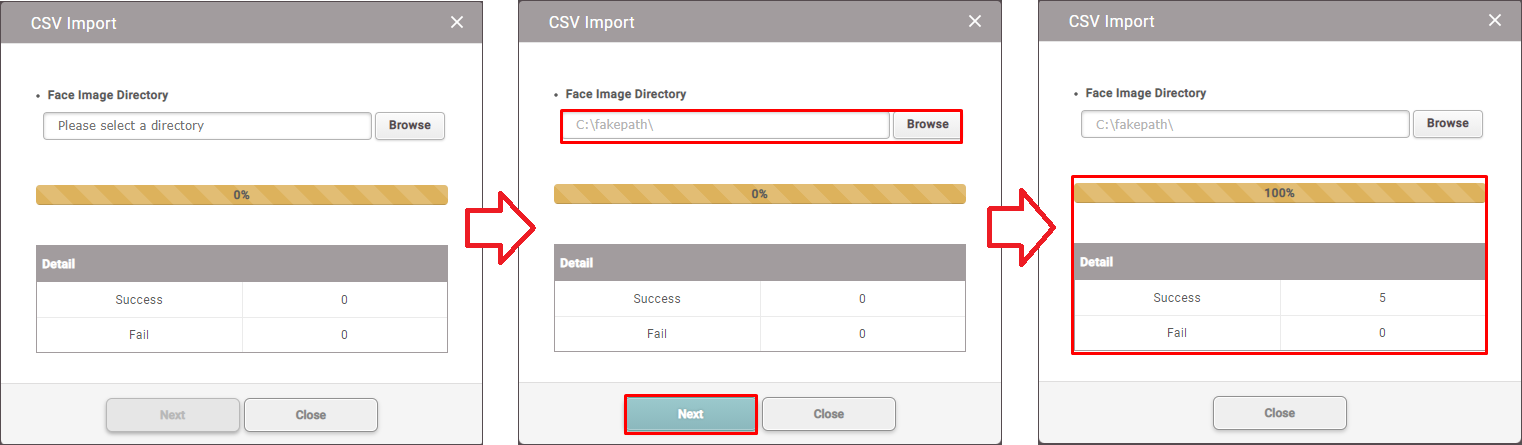 CSV Import
• Face Image Directory
Please select a directory Browse
0%
Detail
Success 0
Fail 0
Next Close
CSV Import
• Face Image Directory
C:\fakepath\ Browse
0%
Detail
Success 0
Fail 0
Next Close
CSV Import
• Face Image Directory
C:\fakepath\ Browse
100%
Detail
Success 5
Fail 0
Close